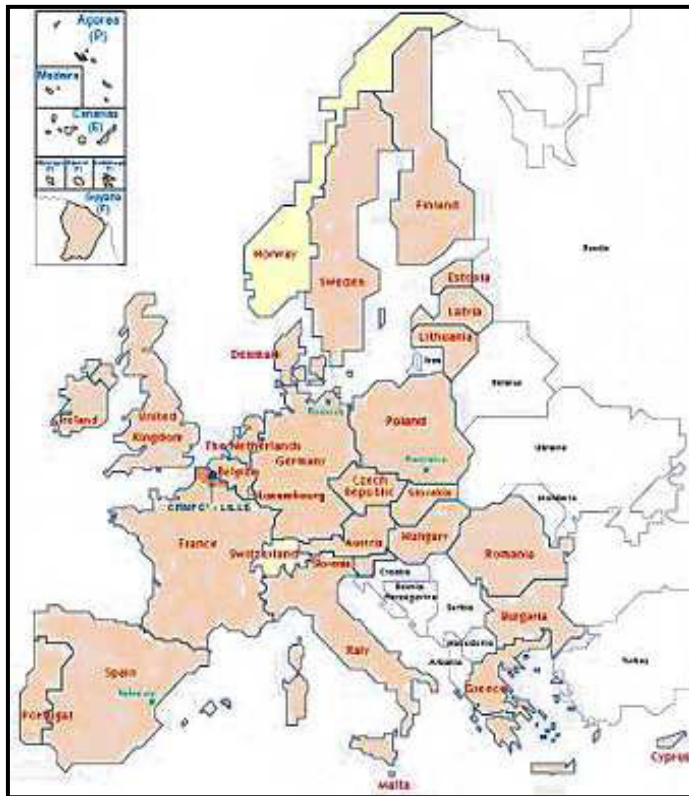 Açores
(P)
Madeira
Canarias
(E)
Guyane
(F)
Norway
Sweden
Finland
Russia
Estonia
Latvia
Lithuania
Denmark
Belarus
Ireland
United
Kingdom
The Netherlands
Germany
Poland
Belgium
Luxembourg
Czech
Republic
Slovakia
Ukraine
Moldavia
France
Switzerland
Austria
Hungary
Romania
Slovenia
Croatia
Bosnia
Herzegovina
Serbia
Bulgaria
Italy
Macedonia
Albania
Greece
Turkey
Spain
Portugal
Malta
Cyprus